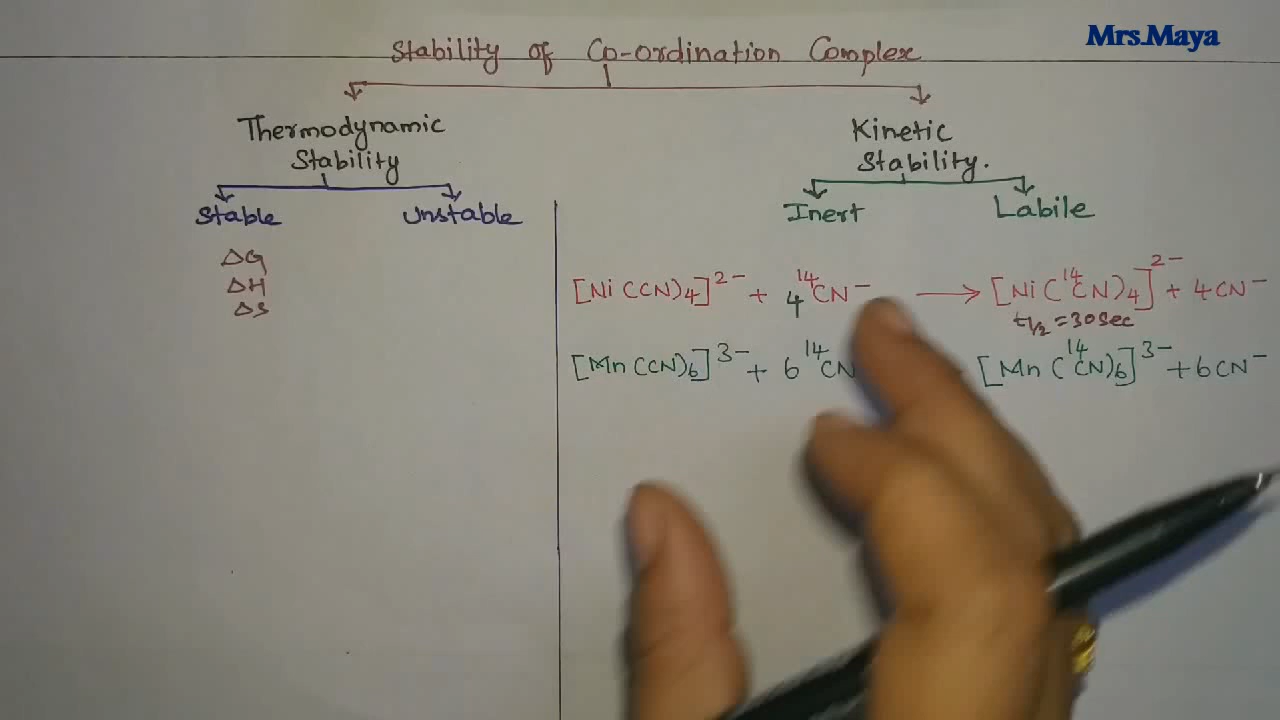 Mrs.Maya
Stability of Co-ordination Complex
Thermodynamic Stability
Kinetic Stability.
Stable Unstable
Inert Labile
ΔG
ΔH
ΔS
[Ni(CN)4]²⁻ + 4 ¹⁴CN⁻ → [Ni(¹⁴CN)4]²⁻ + 4CN⁻
t1/2 = 30 sec
[Mn(CN)6]³⁻ + 6 ¹⁴CN [Mn(¹⁴CN)6]³⁻ + 6CN⁻